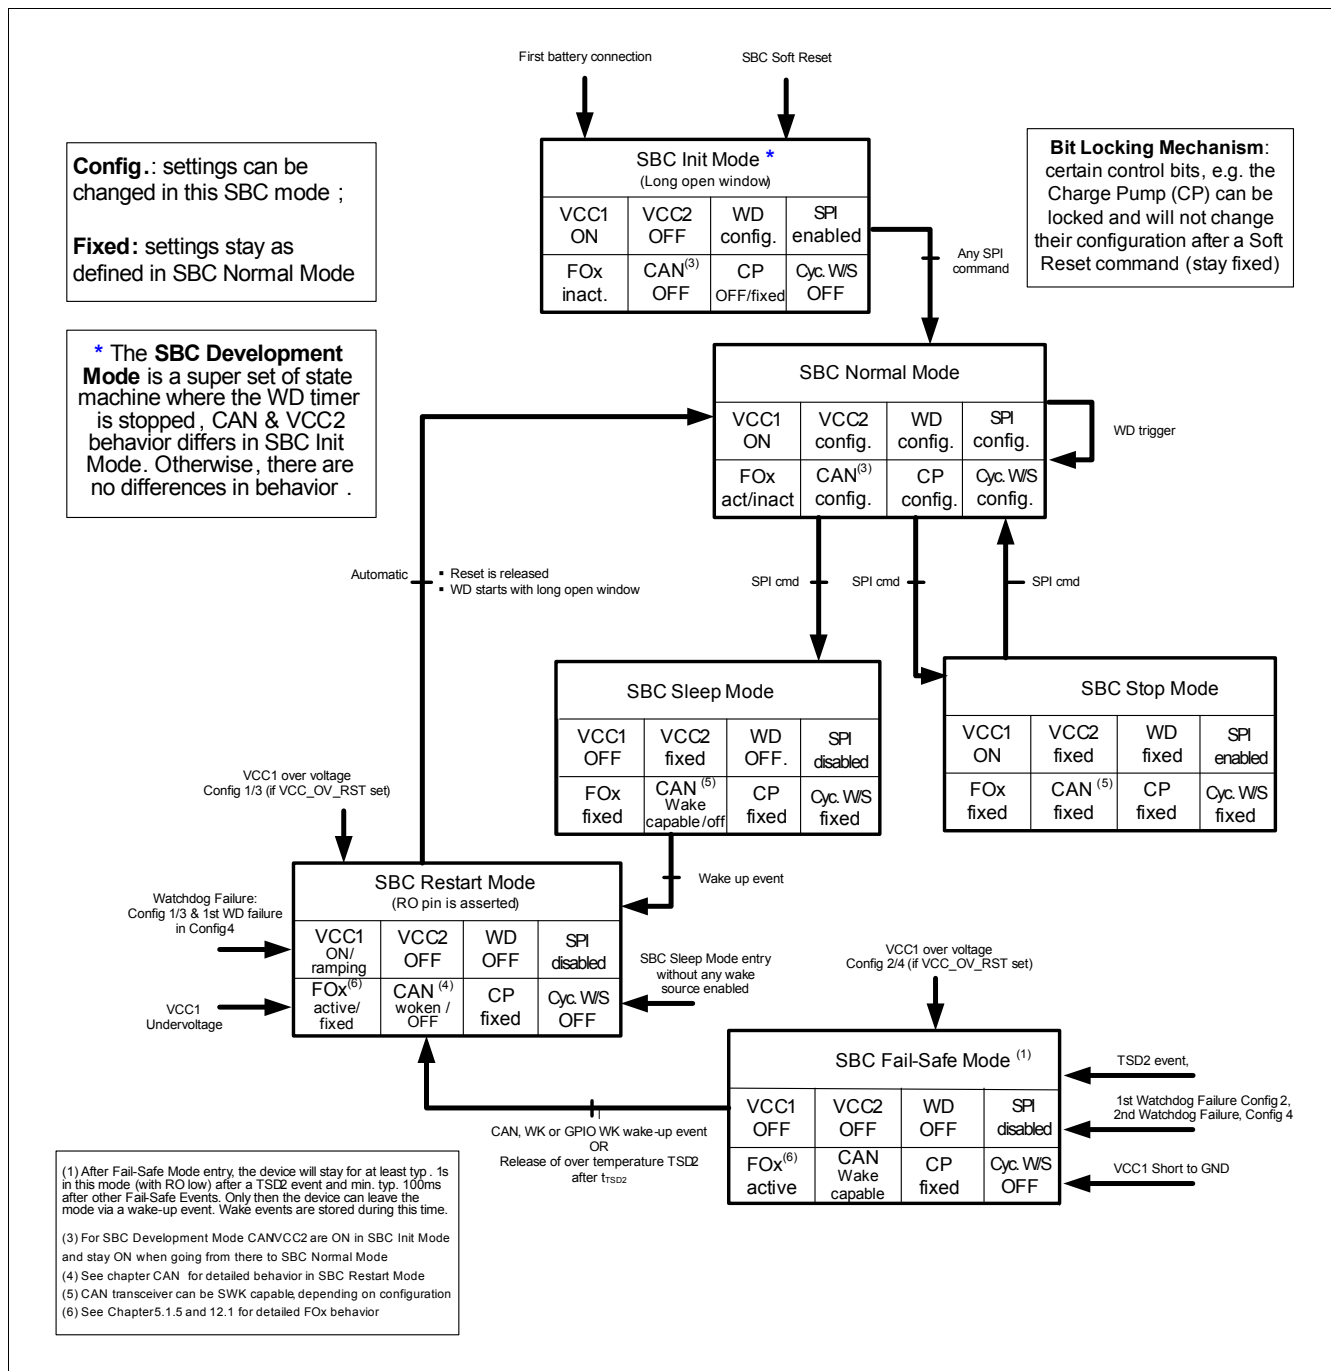 First battery connection
SBC Soft Reset
Config.: settings can be
changed in this SBC mode ;
Fixed: settings stay as
defined in SBC Normal Mode
SBC Init Mode *
(Long open window)
VCC1
ON
VCC2
OFF
WD
config.
SPI
enabled
FOx
inact.
CAN(3)
OFF
CP
OFF/fixed
Cyc. W/S
OFF
Bit Locking Mechanism:
certain control bits, e.g. the
Charge Pump (CP) can be
locked and will not change
their configuration after a Soft
Reset command (stay fixed)
Any SPI
command
* The SBC Development
Mode is a super set of state
machine where the WD timer
is stopped , CAN & VCC2
behavior differs in SBC Init
Mode. Otherwise, there are
no differences in behavior .
SBC Normal Mode
VCC1
ON
VCC2
config.
WD
config.
SPI
config.
FOx
act/inact
CAN(3)
config.
CP
config.
Cyc. W/S
config.
WD trigger
Automatic
▪ Reset is released
▪ WD starts with long open window
SPI cmd
SPI cmd
SPI cmd
SBC Sleep Mode
VCC1
OFF
VCC2
fixed
WD
OFF.
SPI
disabled
FOx
fixed
CAN (5)
Wake
capable/off
CP
fixed
Cyc. W/S
fixed
SBC Stop Mode
VCC1
ON
VCC2
fixed
WD
fixed
SPI
enabled
FOx
fixed
CAN (5)
fixed
CP
fixed
Cyc. W/S
fixed
VCC1 over voltage
Config 1/3 (if VCC_OV_RST set)
Wake up event
SBC Restart Mode
(RO pin is asserted)
VCC1
ON/
ramping
VCC2
OFF
WD
OFF
SPI
disabled
FOx(6)
active/
fixed
CAN (4)
woken /
OFF
CP
fixed
Cyc. W/S
OFF
Watchdog Failure:
Config 1/3 & 1st WD failure
in Config4
VCC1
Undervoltage
SBC Sleep Mode entry
without any wake
source enabled
VCC1 over voltage
Config 2/4 (if VCC_OV_RST set)
SBC Fail-Safe Mode (1)
VCC1
OFF
VCC2
OFF
WD
OFF
SPI
disabled
FOx(6)
active
CAN
Wake
capable
CP
fixed
Cyc. W/S
OFF
TSD2 event,
1st Watchdog Failure Config 2,
2nd Watchdog Failure, Config 4
VCC1 Short to GND
CAN, WK or GPIO WK wake-up event
OR
Release of over temperature TSD2
after tTSD2
(1) After Fail-Safe Mode entry, the device will stay for at least typ. 1s
in this mode (with RO low) after a TSD2 event and min. typ. 100ms
after other Fail-Safe Events. Only then the device can leave the
mode via a wake-up event. Wake events are stored during this time.
(3) For SBC Development Mode CAN/VCC2 are ON in SBC Init Mode
and stay ON when going from there to SBC Normal Mode
(4) See chapter CAN for detailed behavior in SBC Restart Mode
(5) CAN transceiver can be SWK capable, depending on configuration
(6) See Chapter 5.1.5 and 12.1 for detailed FOx behavior